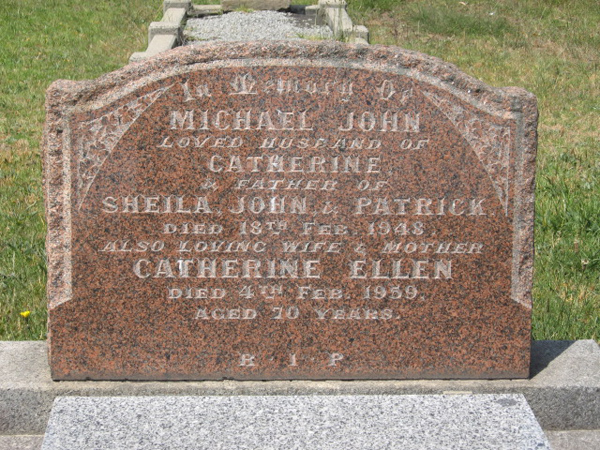 In Memory Of
MICHAEL JOHN
LOVED HUSBAND OF
CATHERINE
& FATHER OF
SHEILA, JOHN & PATRICK
DIED 18TH FEB. 1948.
ALSO LOVING WIFE & MOTHER
CATHERINE ELLEN
DIED 4TH FEB. 1959.
AGED 70 YEARS.
R · I · P